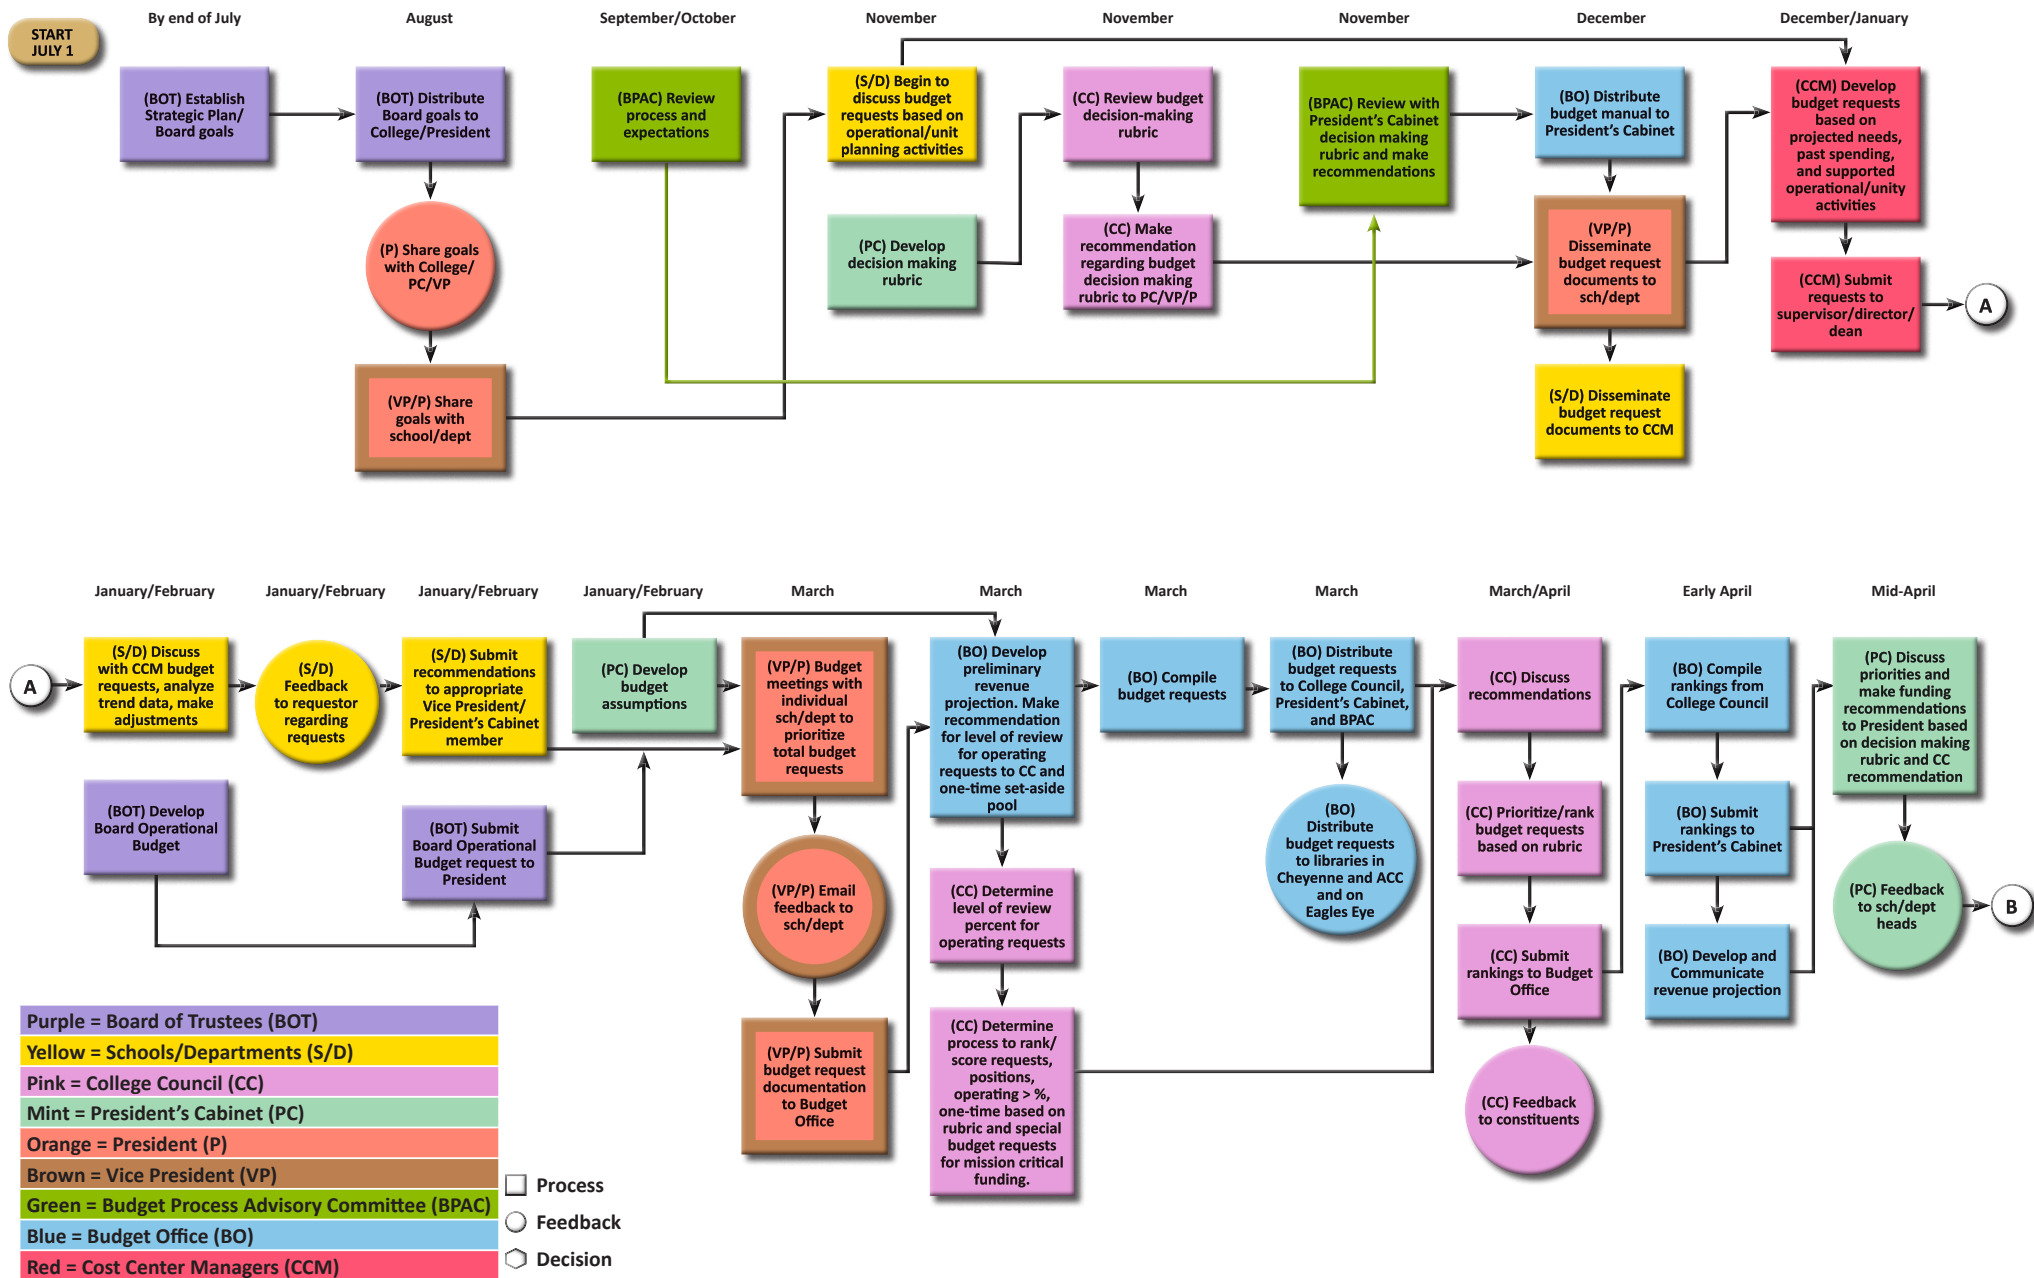 By end of July
August
September/October
November
November
November
December
December/January
START
JULY 1
(BOT) Establish
Strategic Plan/
Board goals
(BOT) Distribute
Board goals to
College/President
(P) Share goals
with College/
PC/VP
(VP/P) Share
goals with
school/dept
(BPAC) Review
process and
expectations
(S/D) Begin to
discuss budget
requests based on
operational/unit
planning activities
(PC) Develop
decision making
rubric
(CC) Review budget
decision-making
rubric
(CC) Make
recommendation
regarding budget
decision making
rubric to PC/VP/P
(BPAC) Review with
President's Cabinet
decision making
rubric and make
recommendations
(BO) Distribute
budget manual to
President's Cabinet
(VP/P)
Disseminate
budget request
documents to
sch/dept
(S/D) Disseminate
budget request
documents to CCM
(CCM) Develop
budget requests
based on
projected needs,
past spending,
and supported
operational/unity
activities
(CCM) Submit
requests to
supervisor/director/
dean
A
January/February
January/February
January/February
January/February
March
March
March
March
March/April
Early April
Mid-April
A
(S/D) Discuss
with CCM budget
requests, analyze
trend data, make
adjustments
(BOT) Develop
Board Operational
Budget
(S/D)
Feedback
to requestor
regarding
requests
(S/D) Submit
recommendations
to appropriate
Vice President/
President's Cabinet
member
(BOT) Submit
Board Operational
Budget request to
President
(PC) Develop
budget
assumptions
(VP/P) Budget
meetings with
individual
sch/dept to
prioritize
total budget
requests
(VP/P) Email
feedback to
sch/dept
(VP/P) Submit
budget request
documentation
to Budget
Office
(BO) Develop
preliminary
revenue
projection. Make
recommendation
for level of review
for operating
requests to CC and
one-time set-aside
pool
(CC) Determine
level of review
percent for
operating requests
(CC) Determine
process to rank/
score requests,
positions,
operating > %,
one-time based on
rubric and special
budget requests
for mission critical
funding.
(BO) Compile
budget requests
(BO) Distribute
budget requests
to College Council,
President's Cabinet,
and BPAC
(BO)
Distribute
budget requests
to libraries in
Cheyenne and ACC
and on
Eagles Eye
(CC) Discuss
recommendations
(CC) Prioritize/rank
budget requests
based on rubric
(CC) Submit
rankings to Budget
Office
(CC) Feedback
to constituents
(BO) Compile
rankings from
College Council
(BO) Submit
rankings to
President's Cabinet
(BO) Develop and
Communicate
revenue projection
(PC) Discuss
priorities and
make funding
recommendations
to President based
on decision making
rubric and CC
recommendation
(PC) Feedback
to sch/dept
heads
B
Purple = Board of Trustees (BOT)
Yellow = Schools/Departments (S/D)
Pink = College Council (CC)
Mint = President's Cabinet (PC)
Orange = President (P)
Brown = Vice President (VP)
Green = Budget Process Advisory Committee (BPAC)
Blue = Budget Office (BO)
Red = Cost Center Managers (CCM)
Process
Feedback
Decision